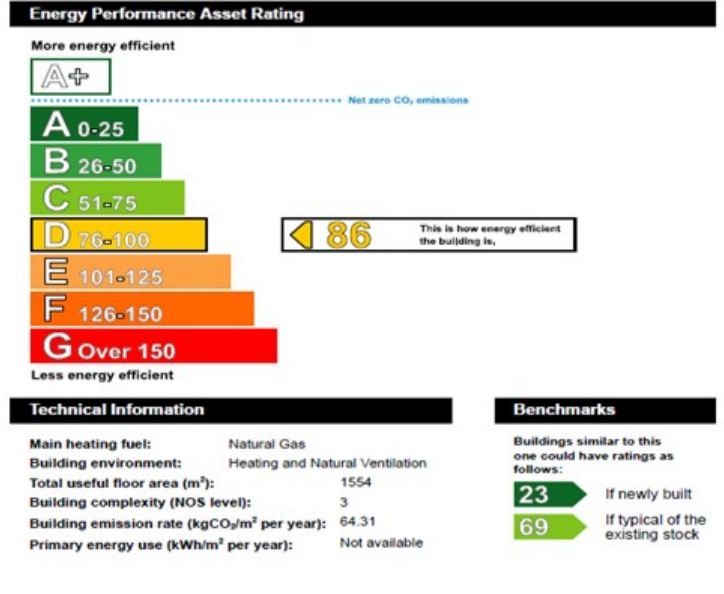 Energy Performance Asset Rating
More energy efficient
A+
Net zero CO₂ emissions
A 0-25
B 26-50
C 51-75
D 76-100
86
This is how energy efficient
the building is.
E 101-125
F 126-150
G Over 150
Less energy efficient
Technical Information
Main heating fuel: Natural Gas
Building environment: Heating and Natural Ventilation
Total useful floor area (m²): 1554
Building complexity (NOS level): 3
Building emission rate (kgCO₂/m² per year): 64.31
Primary energy use (kWh/m² per year): Not available
Benchmarks
Buildings similar to this
one could have ratings as
follows:
23 If newly built
69 If typical of the
existing stock